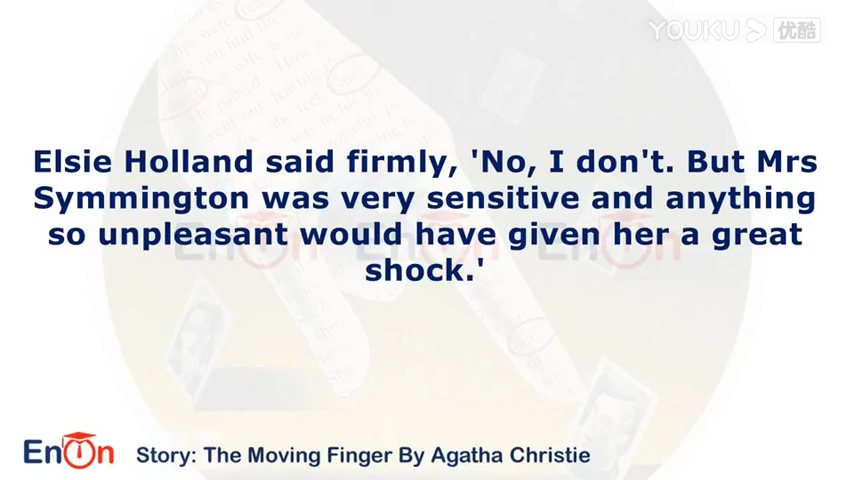 YOUKU 优酷
Elsie Holland said firmly, 'No, I don't. But Mrs
Symmington was very sensitive and anything
so unpleasant would have given her a great
shock.'
EnOn
EnOn Story: The Moving Finger By Agatha Christie